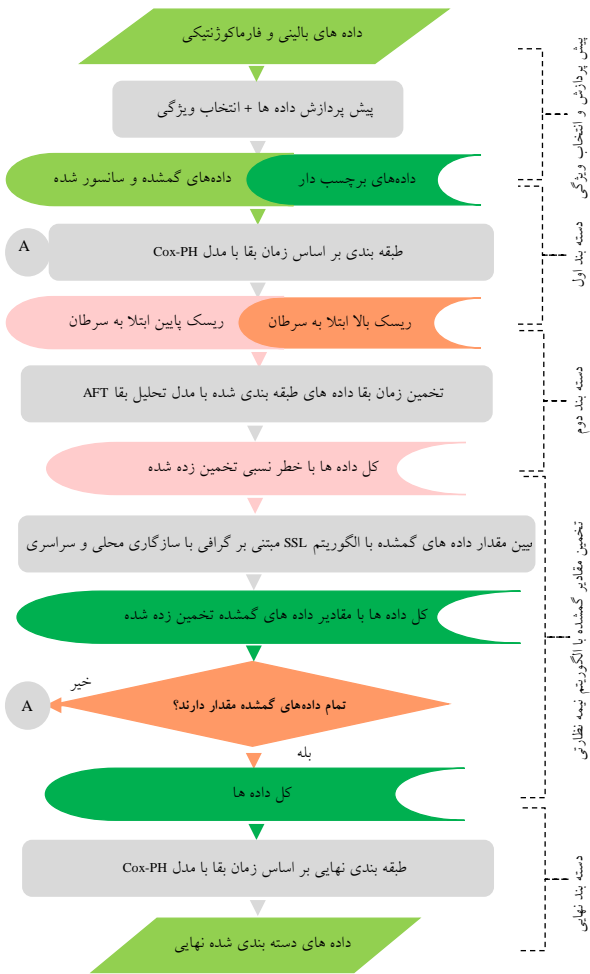 داده های بالینی و فارماکوژنتیکی
پیش پردازش داده ها + انتخاب ویژگی
داده‌های برچسب دار
داده‌های گمشده و سانسور شده
طبقه بندی بر اساس زمان بقا با مدل Cox-PH
A
ریسک بالا ابتلا به سرطان
ریسک پایین ابتلا به سرطان
تخمین زمان بقا داده های طبقه بندی شده با مدل تحلیل بقا AFT
کل داده ها با خطر نسبی تخمین زده شده
یین مقدار داده های گمشده با الگوریتم SSL مبتنی بر گرافی با سازگاری محلی و سراسری
کل داده ها با مقادیر داده های گمشده تخمین زده شده
تمام داده‌های گمشده مقدار دارند؟
خیر
A
بله
کل داده ها
طبقه بندی نهایی بر اساس زمان بقا با مدل Cox-PH
داده های دسته بندی شده نهایی
پیش پردازش و انتخاب ویژگی
دسته بند اول
دسته بند دوم
تخمین مقادیر گمشده با الگوریتم نیمه نظارتی
دسته بند نهایی